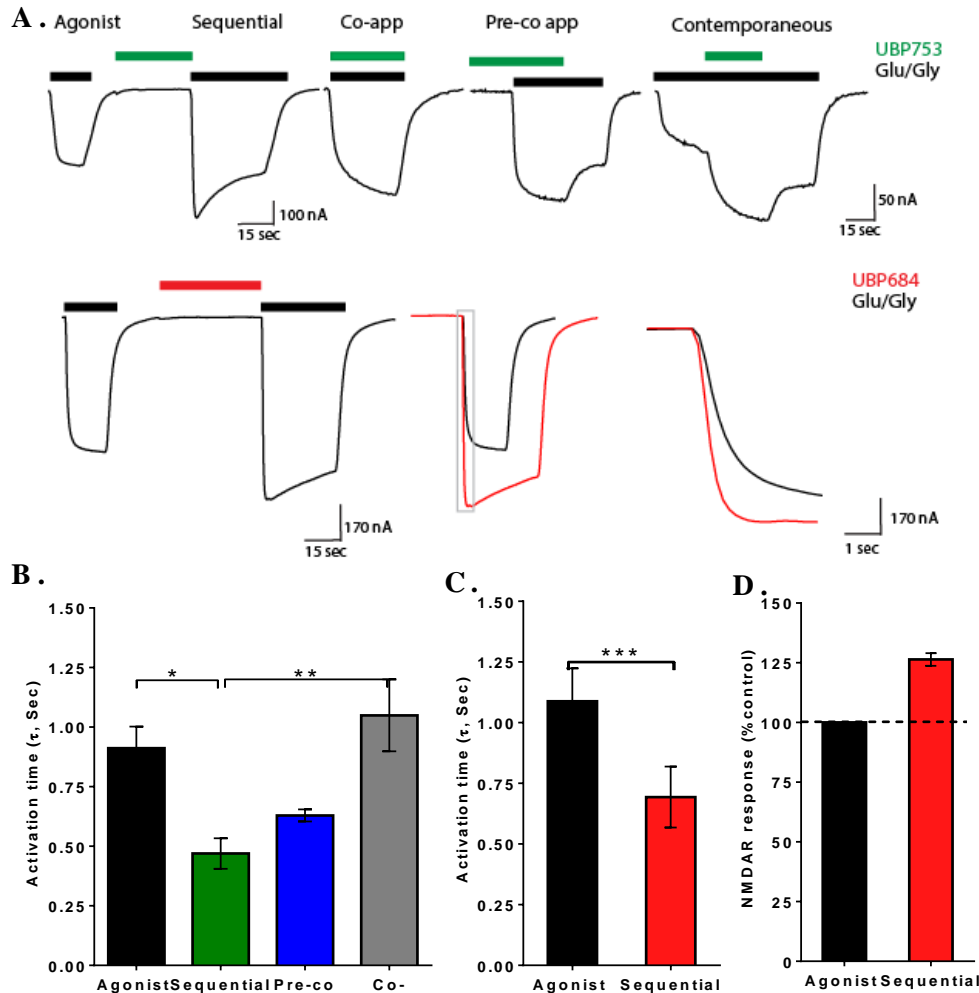 A.
Agonist Sequential Co-app Pre-co app Contemporaneous
UBP753
Glu/Gly
100 nA
15 sec
50 nA
15 sec
UBP684
Glu/Gly
170 nA
15 sec
170 nA
1 sec
B.
Activation time (τ, Sec)
1.50
1.25
1.00
0.75
0.50
0.25
0.00
* **
Agonist Sequential Pre-co Co-
C.
Activation time (τ, Sec)
1.50
1.25
1.00
0.75
0.50
0.25
0.00
***
Agonist Sequential
D.
NMDAR response (%control)
150
125
100
75
50
25
0
Agonist Sequential